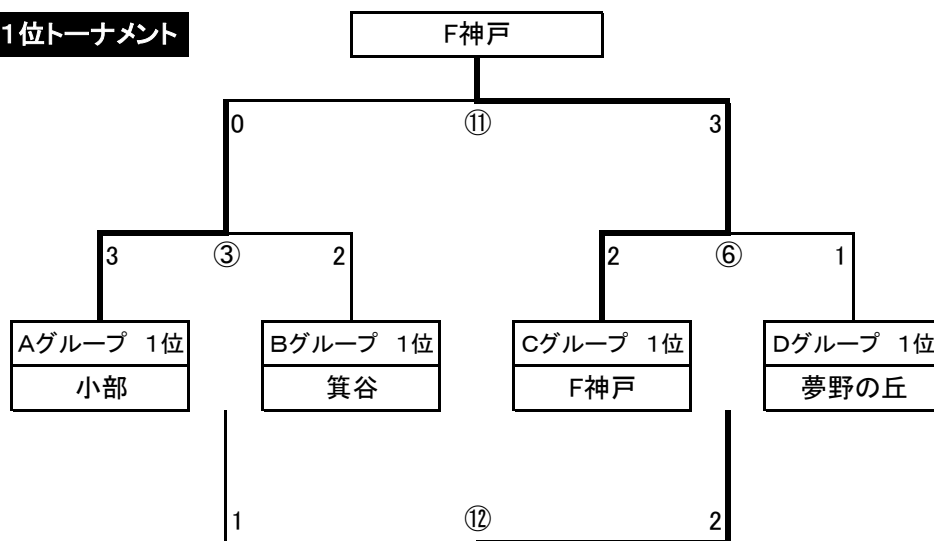 1位トーナメント
F神戸
0 ⑪ 3
3 ③ 2 2 ⑥ 1
Aグループ 1位 Bグループ 1位 Cグループ 1位 Dグループ 1位
小部 箕谷 F神戸 夢野の丘
1 ⑫ 2